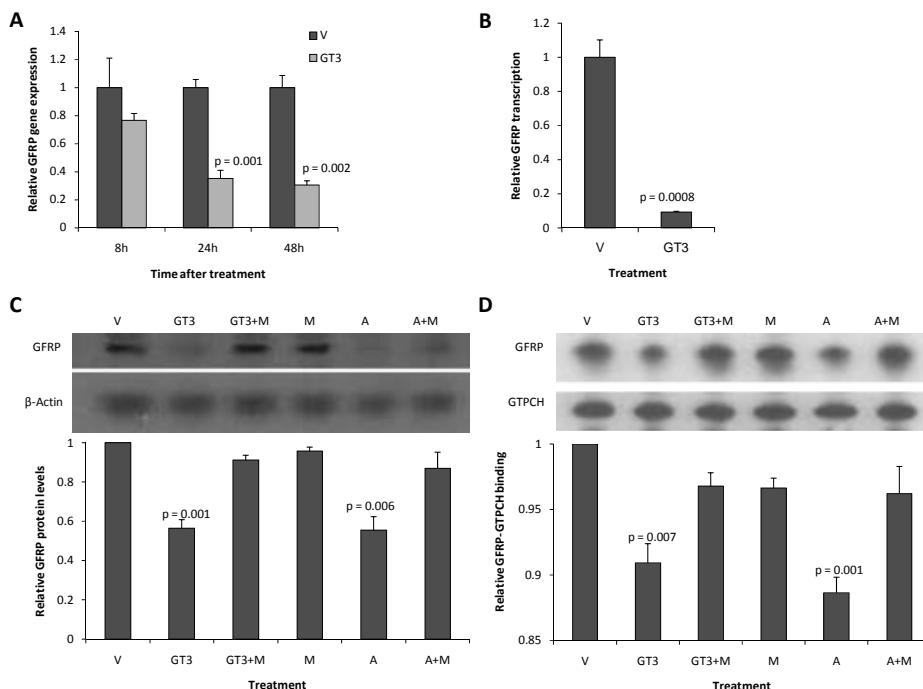 A
Relative GFRP gene expression
1.4
1.2
1
0.8
0.6
0.4
0.2
0
V
GT3
p = 0.001
p = 0.002
8h 24h 48h
Time after treatment
B
Relative GFRP transcription
1.2
1
0.8
0.6
0.4
0.2
0
p = 0.0008
V GT3
Treatment
C
V GT3 GT3+M M A A+M
GFRP
β-Actin
Relative GFRP protein levels
1
0.8
0.6
0.4
0.2
0
p = 0.001
p = 0.006
V GT3 GT3+M M A A+M
Treatment
D
V GT3 GT3+M M A A+M
GFRP
GTPCH
Relative GFRP-GTPCH binding
1
0.95
0.9
0.85
p = 0.007
p = 0.001
V GT3 GT3+M M A A+M
Treatment